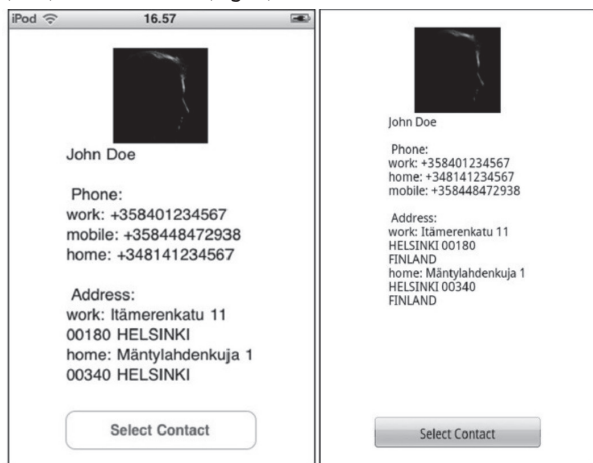 iPod 16.57
John Doe
Phone:
work: +358401234567
mobile: +358448472938
home: +348141234567
Address:
work: Itämerenkatu 11
00180 HELSINKI
home: Mäntylahdenkuja 1
00340 HELSINKI
Select Contact
John Doe
Phone:
work: +358401234567
home: +348141234567
mobile: +358448472938
Address:
work: Itämerenkatu 11
HELSINKI 00180
FINLAND
home: Mäntylahdenkuja 1
HELSINKI 00340
FINLAND
Select Contact